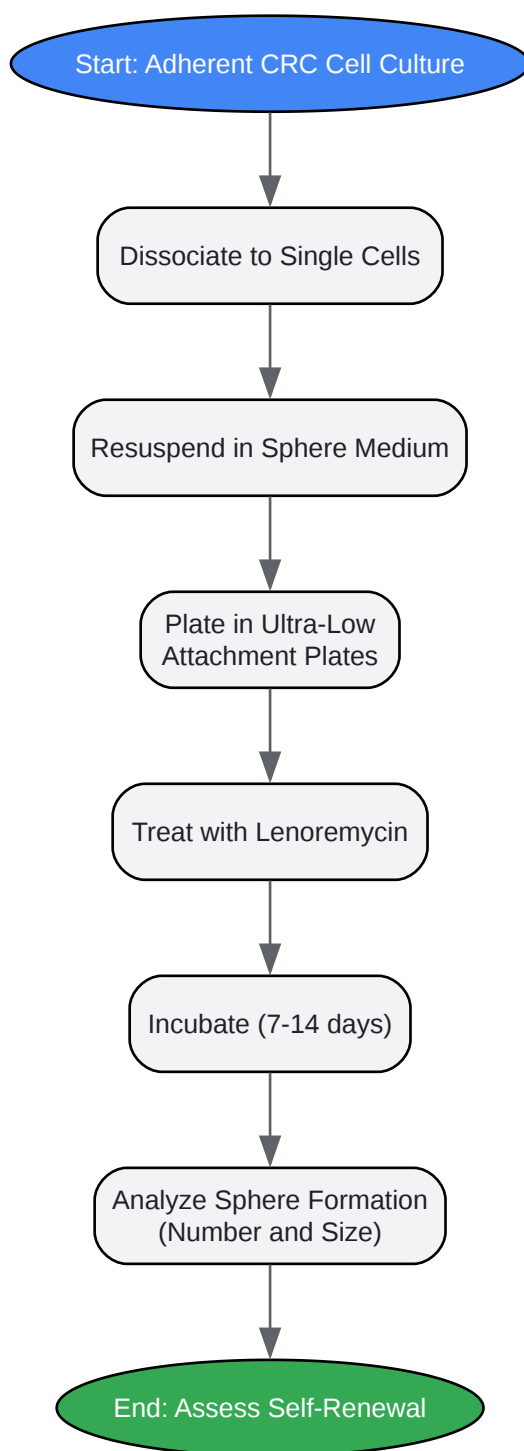 Start: Adherent CRC Cell Culture
Dissociate to Single Cells
Resuspend in Sphere Medium
Plate in Ultra-Low
Attachment Plates
Treat with Lenoremycin
Incubate (7-14 days)
Analyze Sphere Formation
(Number and Size)
End: Assess Self-Renewal